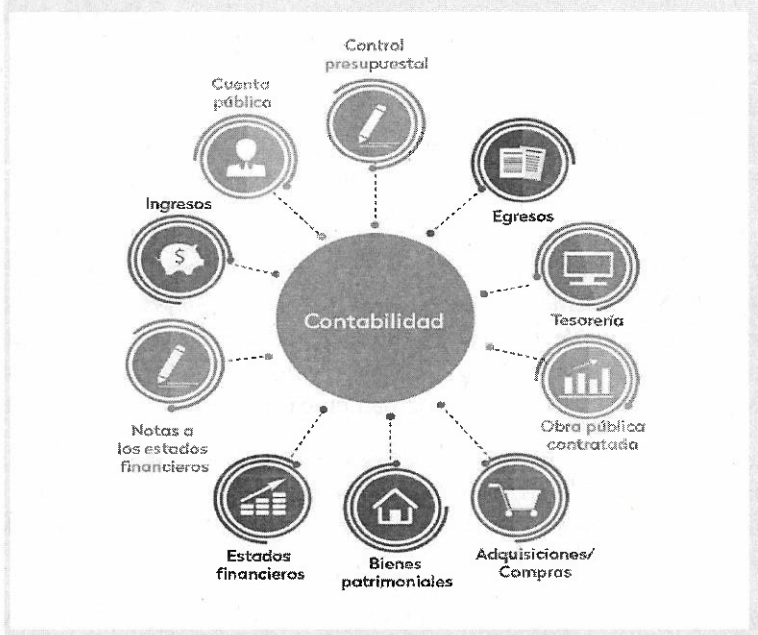 Control
presupuestal
Cuenta
pública
Egresos
Ingresos
$
Contabilidad
Tesorería
Notas a
los estados
financieros
Obra pública
contratada
Estados
financieros
Bienes
patrimoniales
Adquisiciones/
Compras